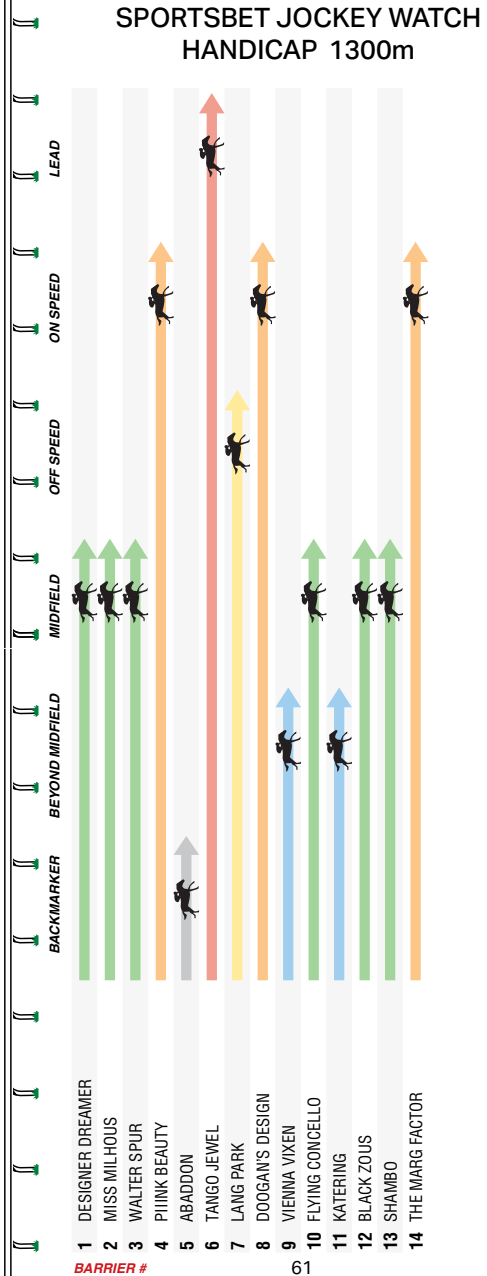 SPORTSBET JOCKEY WATCH
HANDICAP 1300m
LEAD
ON SPEED
OFF SPEED
MIDFIELD
BEYOND MIDFIELD
BACKMARKER
1 DESIGNER DREAMER
2 MISS MILHOUS
3 WALTER SPUR
4 PIIINK BEAUTY
5 ABADDON
6 TANGO JEWEL
7 LANG PARK
8 DOOGAN'S DESIGN
9 VIENNA VIXEN
10 FLYING CONCELLO
11 KATERING
12 BLACK ZOUS
13 SHAMBO
14 THE MARG FACTOR
BARRIER #
61